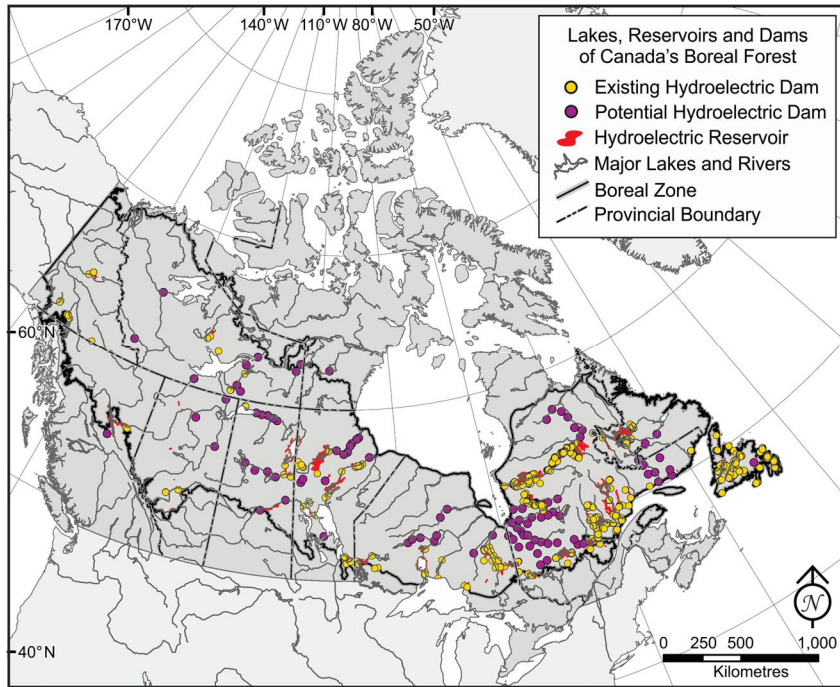 170°W 140°W 110°W 80°W 50°W
Lakes, Reservoirs and Dams
of Canada's Boreal Forest
Existing Hydroelectric Dam
Potential Hydroelectric Dam
Hydroelectric Reservoir
Major Lakes and Rivers
Boreal Zone
Provincial Boundary
60°N
40°N
N
0 250 500 1,000
Kilometres